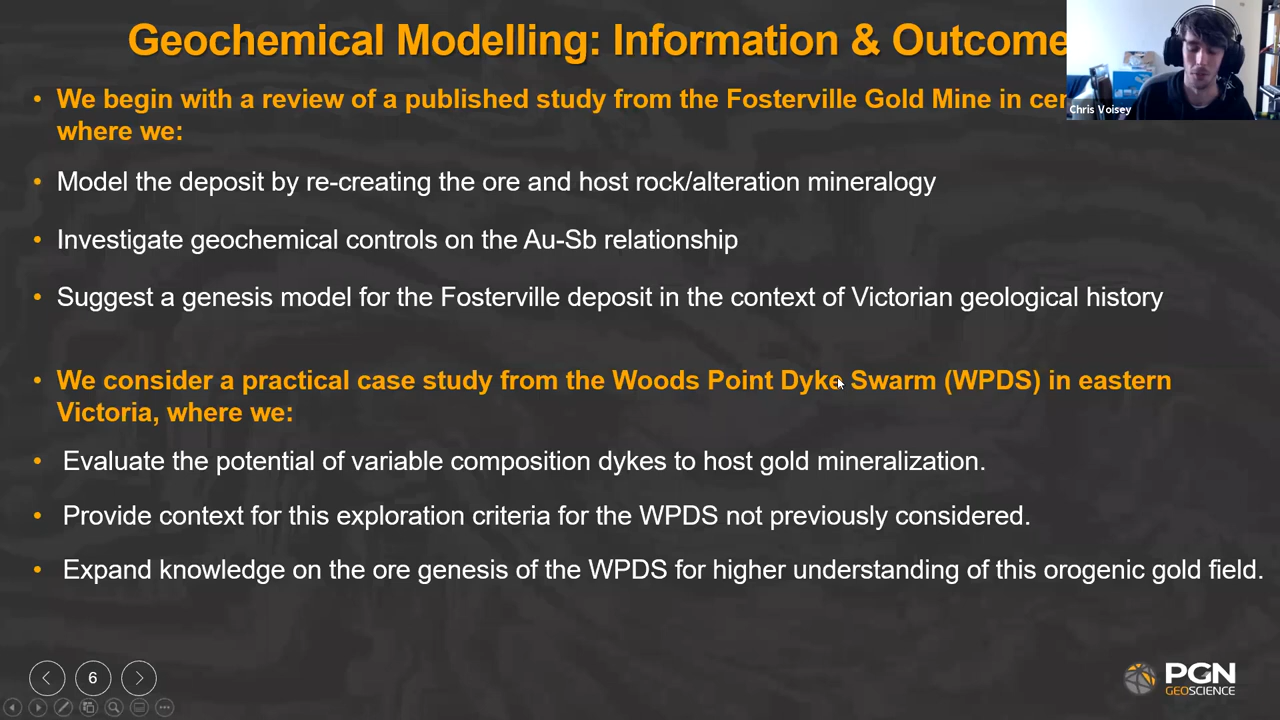 Geochemical Modelling: Information & Outcome
• We begin with a review of a published study from the Fosterville Gold Mine in
where we:
• Model the deposit by re-creating the ore and host rock/alteration mineralogy
• Investigate geochemical controls on the Au-Sb relationship
• Suggest a genesis model for the Fosterville deposit in the context of Victorian geological history
• We consider a practical case study from the Woods Point Dyke Swarm (WPDS) in eastern
Victoria, where we:
• Evaluate the potential of variable composition dykes to host gold mineralization.
• Provide context for this exploration criteria for the WPDS not previously considered.
• Expand knowledge on the ore genesis of the WPDS for higher understanding of this orogenic gold field.
Chris Voisey
6
PGN
GEOSCIENCE